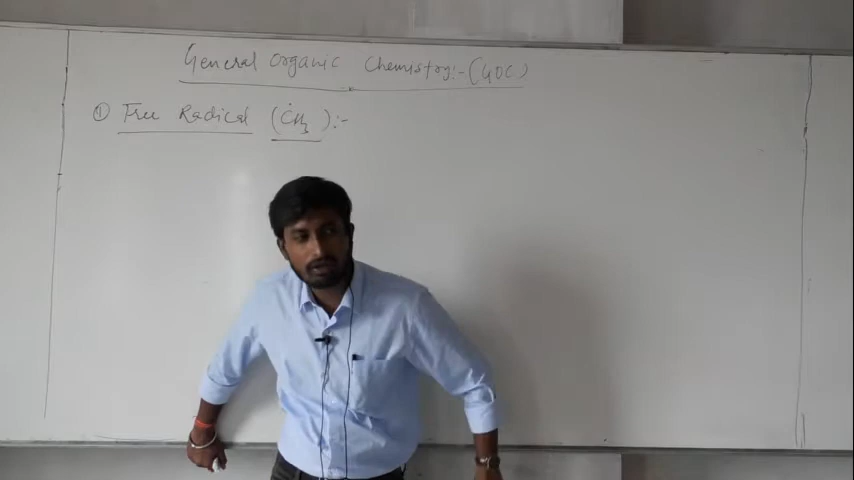 General Organic Chemistry:- (GOC)
① Free Radical (ĊH₃):-